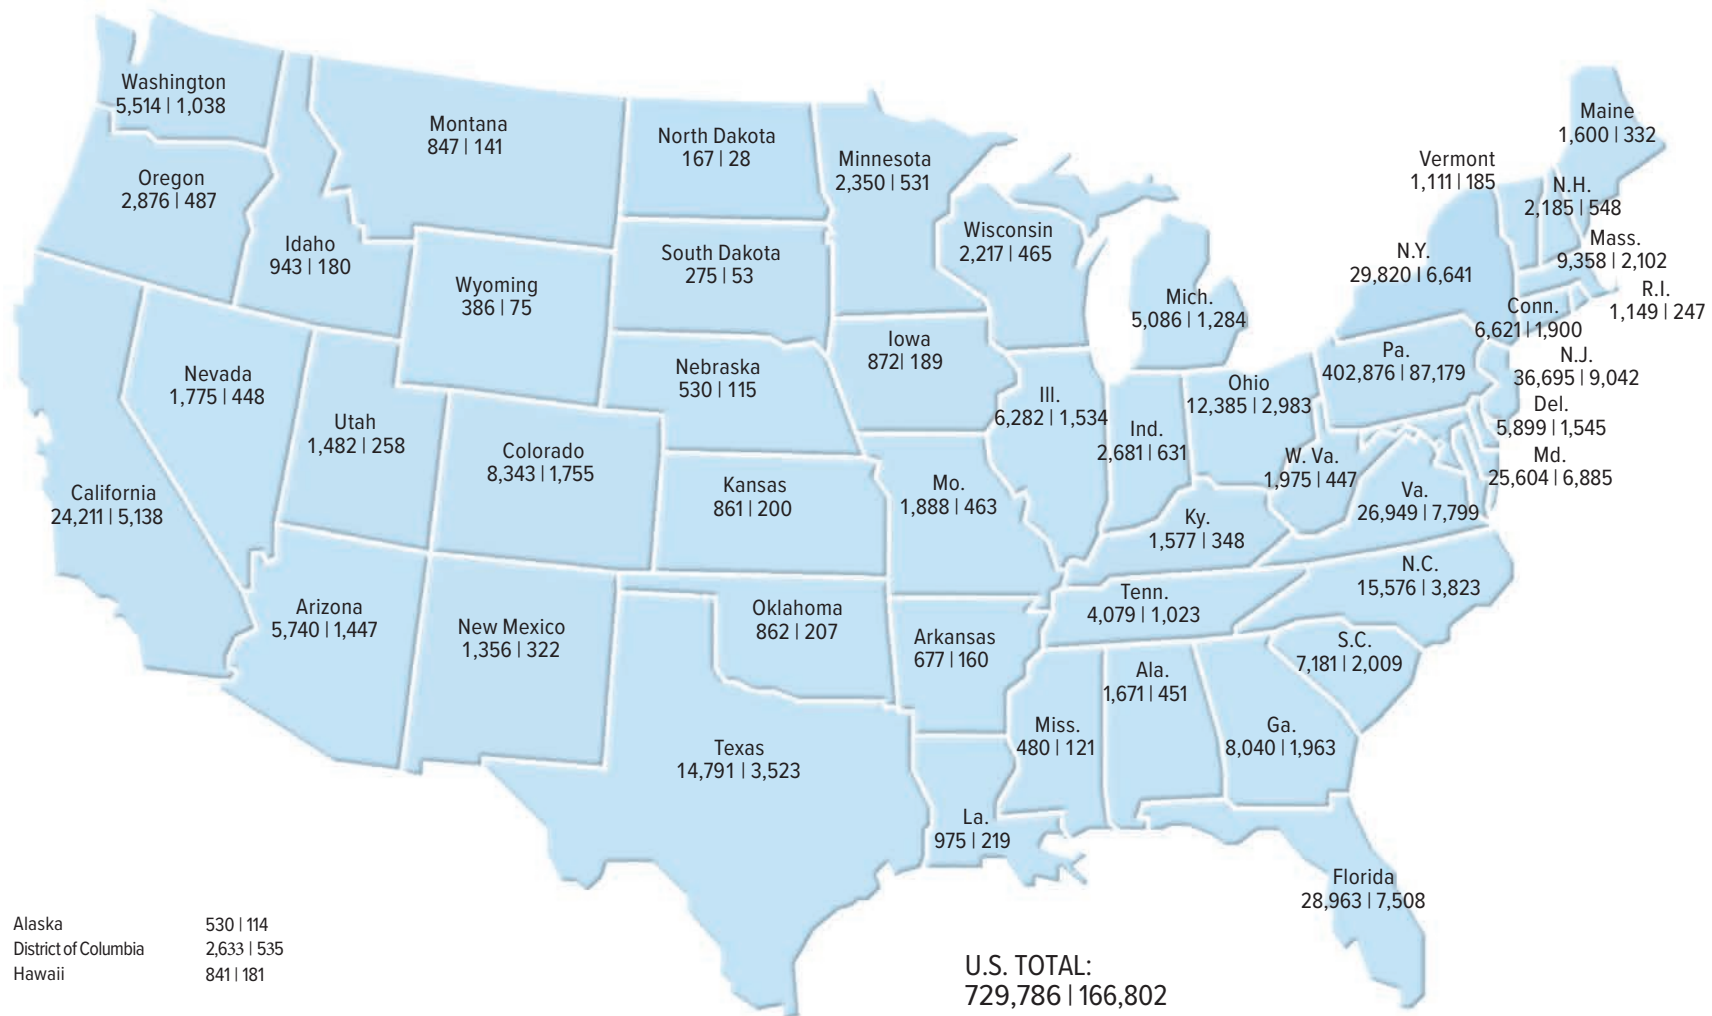 Washington
5,514 | 1,038
Oregon
2,876 | 487
California
24,211 | 5,138
Nevada
1,775 | 448
Idaho
943 | 180
Montana
847 | 141
Wyoming
386 | 75
Utah
1,482 | 258
Colorado
8,343 | 1,755
Arizona
5,740 | 1,447
New Mexico
1,356 | 322
North Dakota
167 | 28
South Dakota
275 | 53
Nebraska
530 | 115
Kansas
861 | 200
Oklahoma
862 | 207
Texas
14,791 | 3,523
Minnesota
2,350 | 531
Iowa
872| 189
Mo.
1,888 | 463
Arkansas
677 | 160
La.
975 | 219
Wisconsin
2,217 | 465
Ill.
6,282 | 1,534
Mich.
5,086 | 1,284
Ind.
2,681 | 631
Ohio
12,385 | 2,983
Ky.
1,577 | 348
Tenn.
4,079 | 1,023
Miss.
480 | 121
Ala.
1,671 | 451
Ga.
8,040 | 1,963
Florida
28,963 | 7,508
S.C.
7,181 | 2,009
N.C.
15,576 | 3,823
Va.
26,949 | 7,799
W. Va.
1,975 | 447
Md.
25,604 | 6,885
Del.
5,899 | 1,545
N.J.
36,695 | 9,042
Pa.
402,876 | 87,179
N.Y.
29,820 | 6,641
Conn.
6,621 | 1,900
R.I.
1,149 | 247
Mass.
9,358 | 2,102
N.H.
2,185 | 548
Vermont
1,111 | 185
Maine
1,600 | 332
Alaska 530 | 114
District of Columbia 2,633 | 535
Hawaii 841 | 181
U.S. TOTAL:
729,786 | 166,802